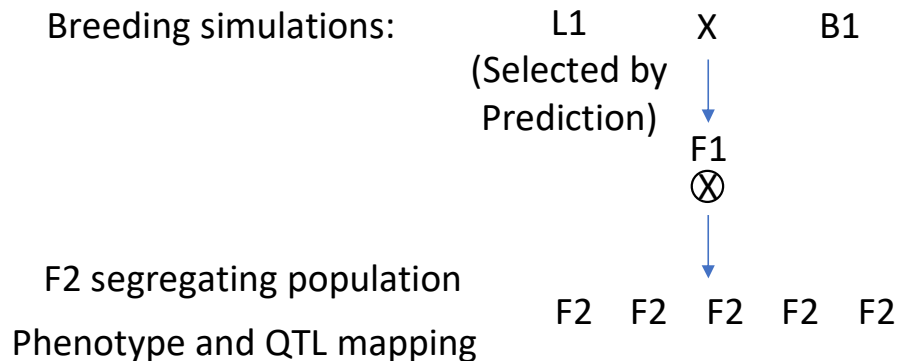 Breeding simulations: L1 X B1
(Selected by
Prediction)
F1
X
F2 segregating population
F2 F2 F2 F2 F2
Phenotype and QTL mapping